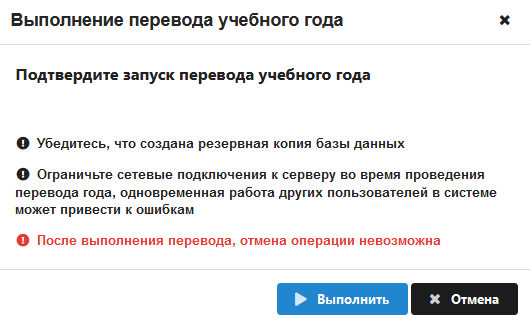 Выполнение перевода учебного года
Подтвердите запуск перевода учебного года
Убедитесь, что создана резервная копия базы данных
Ограничьте сетевые подключения к серверу во время проведения
перевода года, одновременная работа других пользователей в системе
может привести к ошибкам
После выполнения перевода, отмена операции невозможна
Выполнить
Отмена